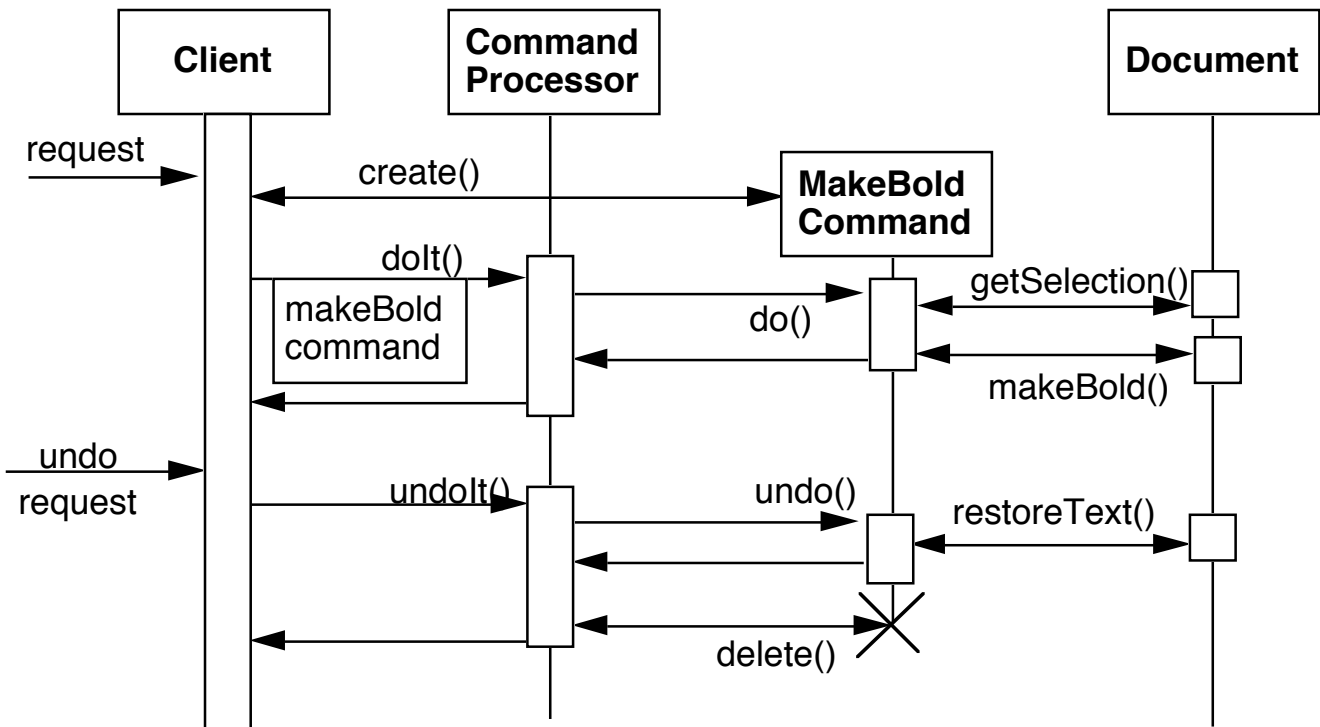 Client
Command
Processor
Document
request
create()
MakeBold
Command
doIt()
getSelection()
makeBold
command
do()
makeBold()
undo
request
undoIt()
undo()
restoreText()
delete()